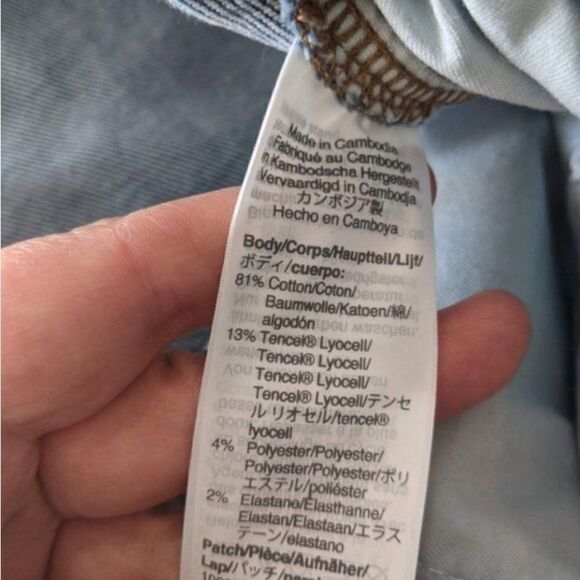 Made in Cambodia
Fabriqué au Cambodge
In Kambodscha Hergestellt
Vervaardigd in Cambodja
カンボジア製
Hecho en Camboya
Body/Corps/Hauptteil/Lijf/
ボディ/cuerpo:
81% Cotton/Coton/
Baumwolle/Katoen/綿/
algodón
13% Tencel® Lyocell/
Tencel® Lyocell/
Tencel® Lyocell/
Tencel® Lyocell/テンセ
ル リオセル/tencel®
lyocell
4% Polyester/Polyester/
Polyester/Polyester/ポリ
エステル/poliéster
2% Elastane/Elasthanne/
Elastan/Elastaan/エラス
テーン/elastano
Patch/Pièce/Aufnäher/
Lap/パッチ/